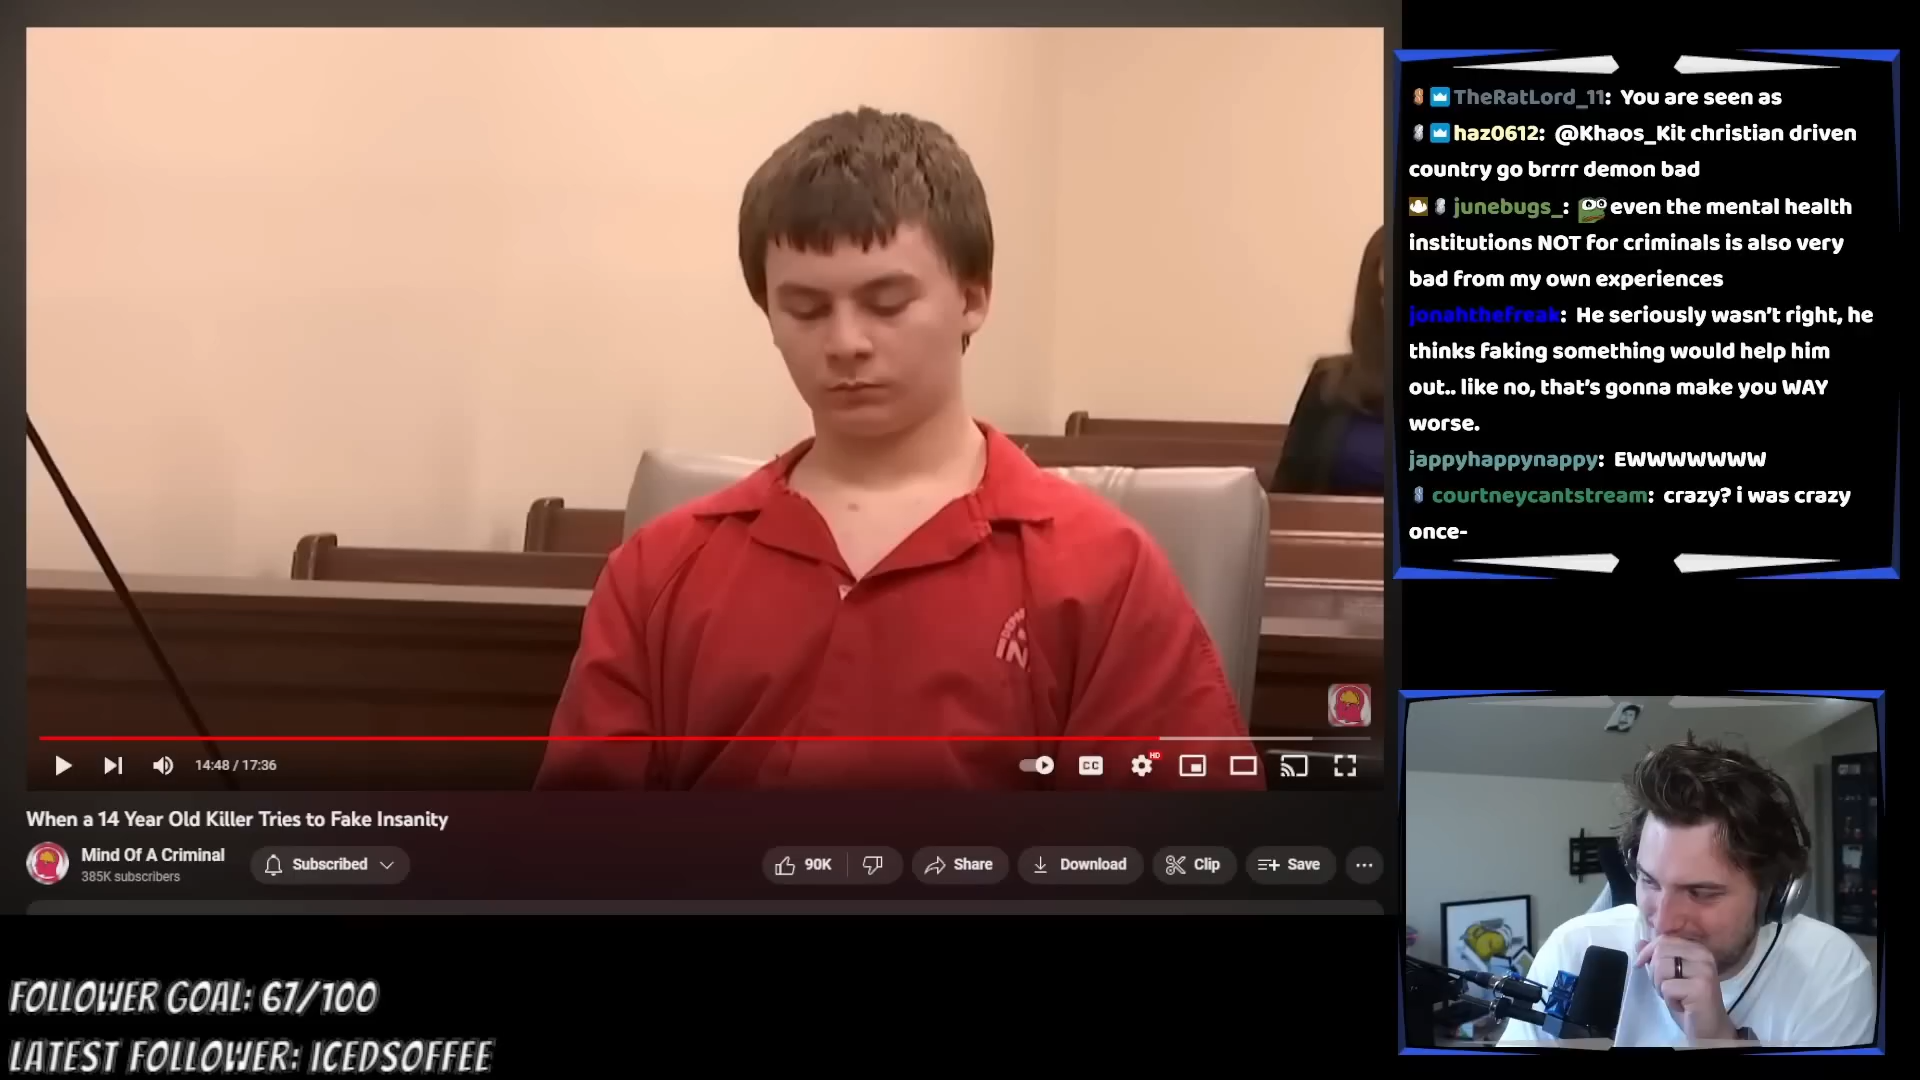 TheRatLord_11: You are seen as
haz0612: @Khaos_Kit christian driven
country go brrrr demon bad
junebugs_: even the mental health
institutions NOT for criminals is also very
bad from my own experiences
jonahthefreak: He seriously wasn't right, he
thinks faking something would help him
out.. like no, that's gonna make you WAY
worse.
jappyhappynappy: EWWWWWWW
courtneycantstream: crazy? i was crazy
once-
IN
14:48 / 17:36
CC
HD
When a 14 Year Old Killer Tries to Fake Insanity
Mind Of A Criminal
385K subscribers
Subscribed
90K
Share
Download
Clip
Save
FOLLOWER GOAL: 67/100
LATEST FOLLOWER: ICEDSOFFEE